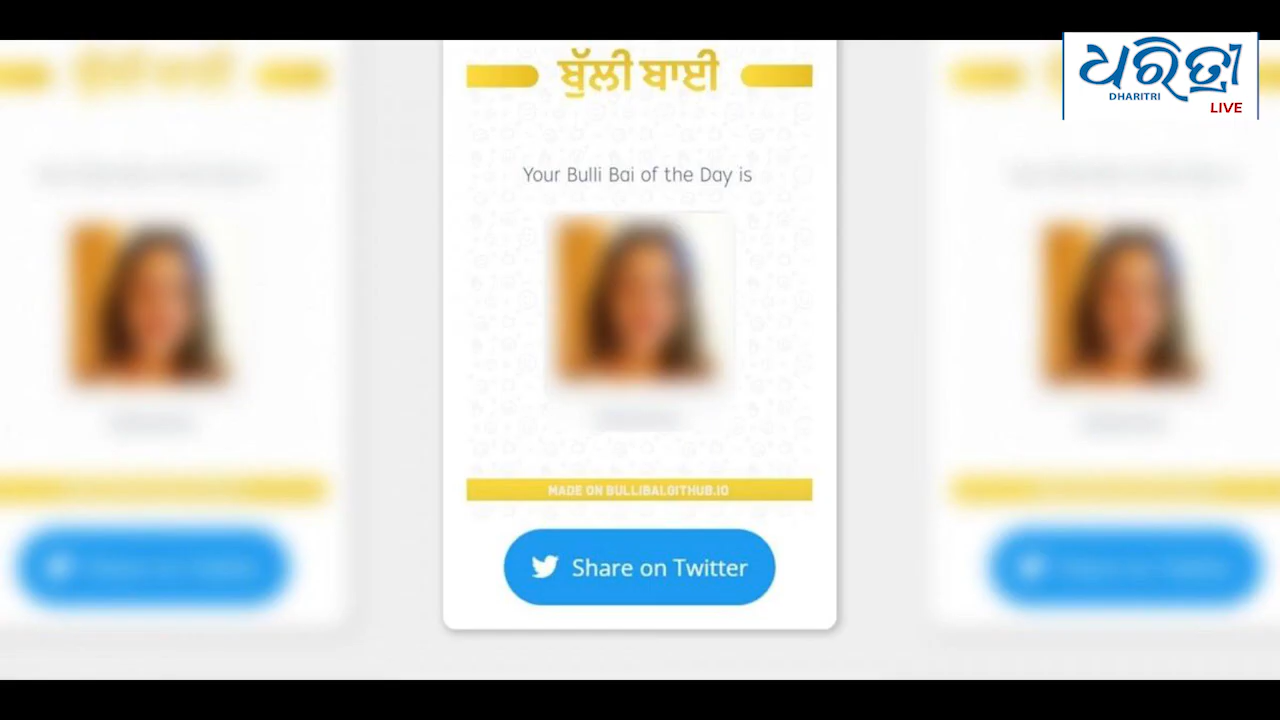 ਬੁੱਲੀ ਬਾਈ
ଧରିତ୍ରୀ
DHARITRI
LIVE
Your Bulli Bai of the Day is
MADE ON BULLIBAI.GITHUB.IO
Share on Twitter